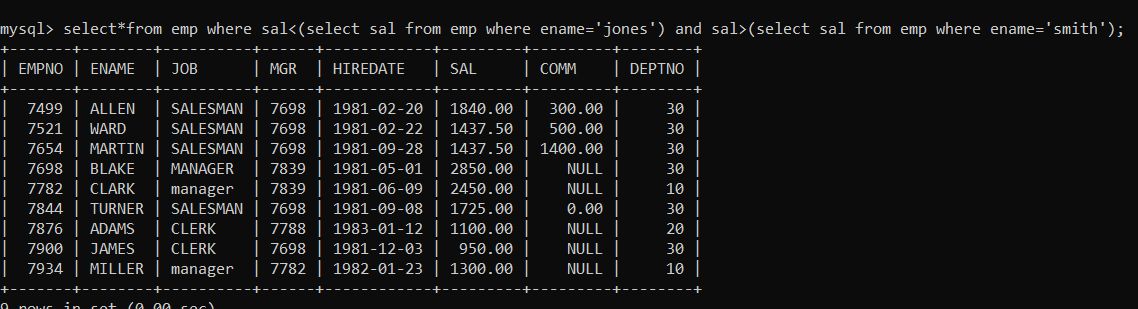 mysql> select*from emp where sal<(select sal from emp where ename='jones') and sal>(select sal from emp where ename='smith');
+-------+--------+----------+------+------------+---------+---------+--------+
| EMPNO | ENAME  | JOB      | MGR  | HIREDATE   | SAL     | COMM    | DEPTNO |
+-------+--------+----------+------+------------+---------+---------+--------+
|  7499 | ALLEN  | SALESMAN | 7698 | 1981-02-20 | 1840.00 |  300.00 |     30 |
|  7521 | WARD   | SALESMAN | 7698 | 1981-02-22 | 1437.50 |  500.00 |     30 |
|  7654 | MARTIN | SALESMAN | 7698 | 1981-09-28 | 1437.50 | 1400.00 |     30 |
|  7698 | BLAKE  | MANAGER  | 7839 | 1981-05-01 | 2850.00 |    NULL |     30 |
|  7782 | CLARK  | manager  | 7839 | 1981-06-09 | 2450.00 |    NULL |     10 |
|  7844 | TURNER | SALESMAN | 7698 | 1981-09-08 | 1725.00 |    0.00 |     30 |
|  7876 | ADAMS  | CLERK    | 7788 | 1983-01-12 | 1100.00 |    NULL |     20 |
|  7900 | JAMES  | CLERK    | 7698 | 1981-12-03 |  950.00 |    NULL |     30 |
|  7934 | MILLER | manager  | 7782 | 1982-01-23 | 1300.00 |    NULL |     10 |
+-------+--------+----------+------+------------+---------+---------+--------+
9 rows in set (0.00 sec)